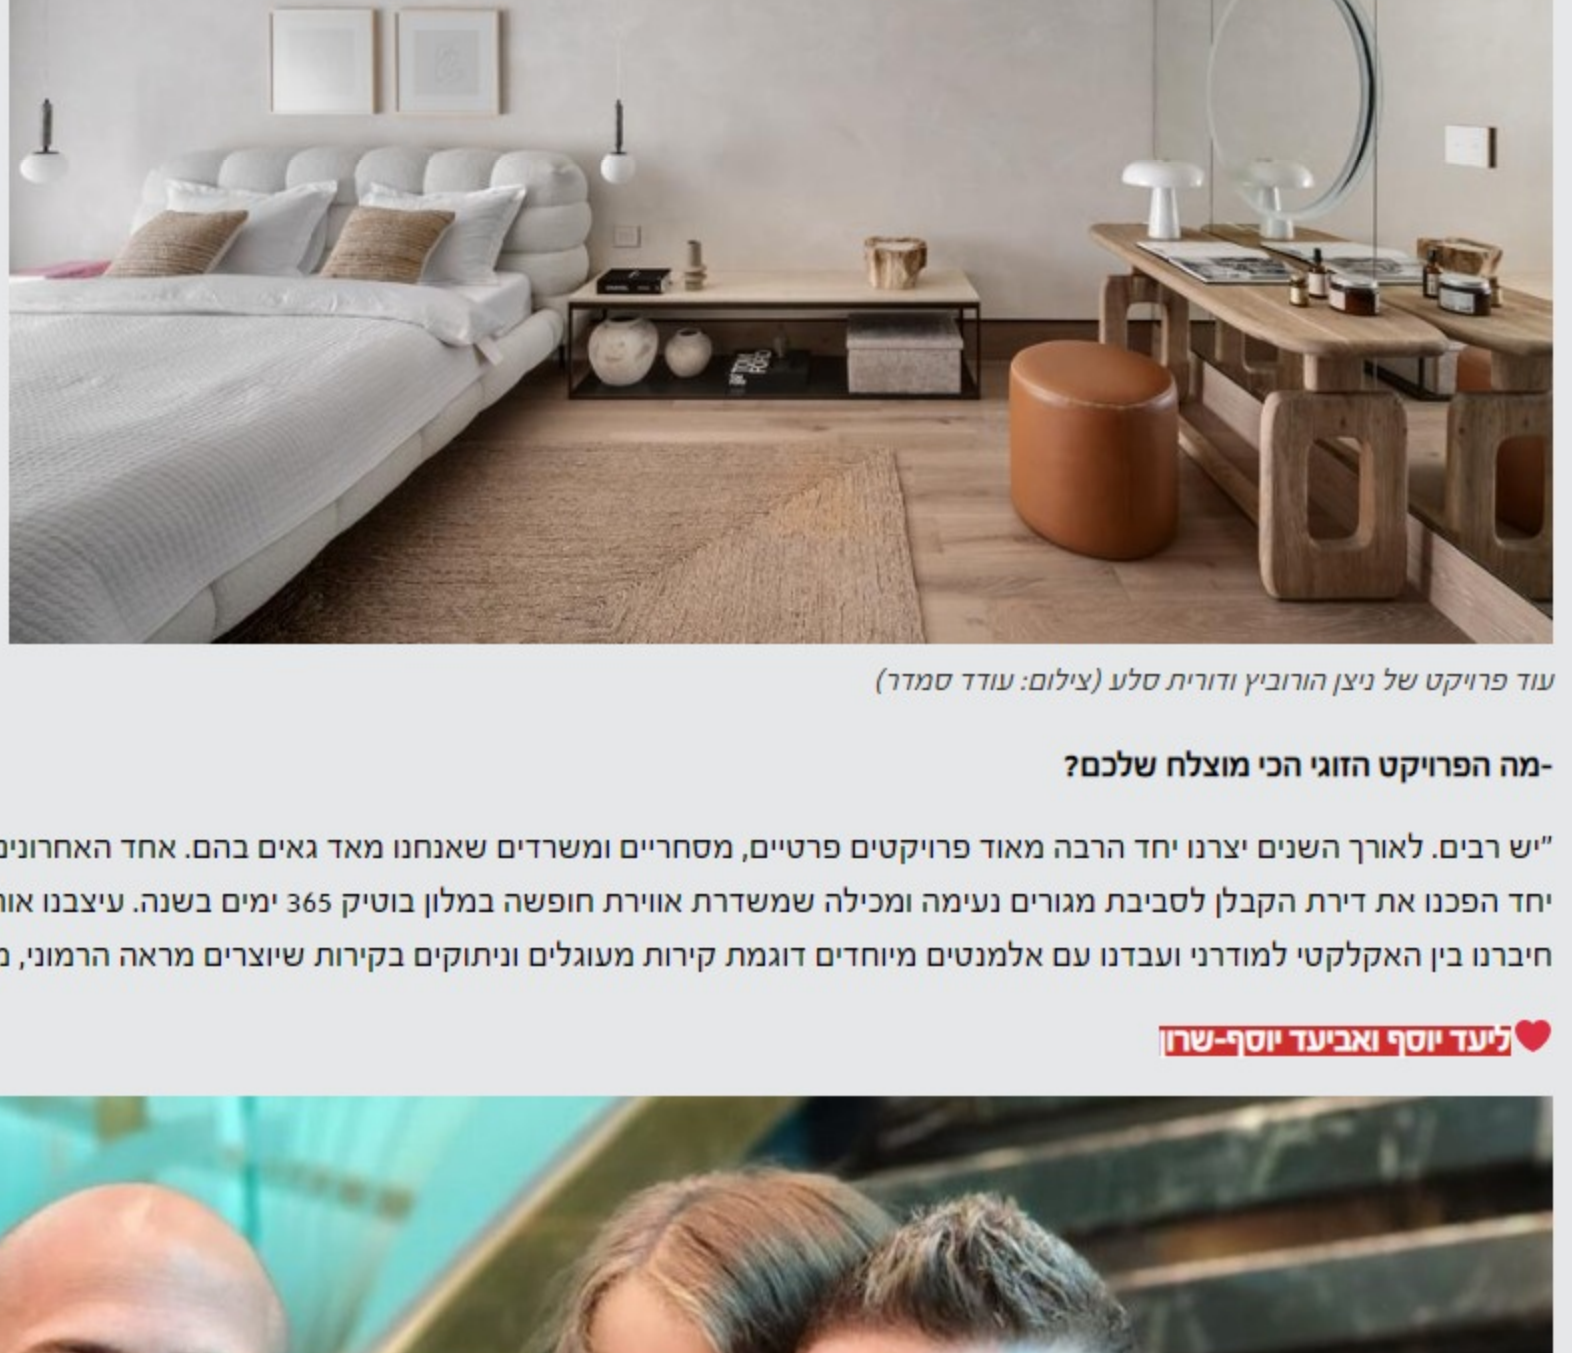 CHANEL
TOM FORD
עוד פרויקט של ניצן הורוביץ ודורית סלע (צילום: עודד סמדר)
-מה הפרויקט הזוגי הכי מוצלח שלכם?
"יש רבים. לאורך השנים יצרנו יחד הרבה מאוד פרויקטים פרטיים, מסחריים ומשרדים שאנחנו מאד גאים בהם. אחד
יחד הפכנו את דירת הקבלן לסביבת מגורים נעימה ומכילה שמשדרת אווירת חופשה במלון בוטיק 365 ימים בשנה. עיצבנו
חיברנו בין האקלקטי למודרני ועבדנו עם אלמנטים מיוחדים דוגמת קירות מעוגלים וניתוקים בקירות שיוצרים מראה הרמוני,
❤ליעד יוסף ואביעד יוסף-שרון